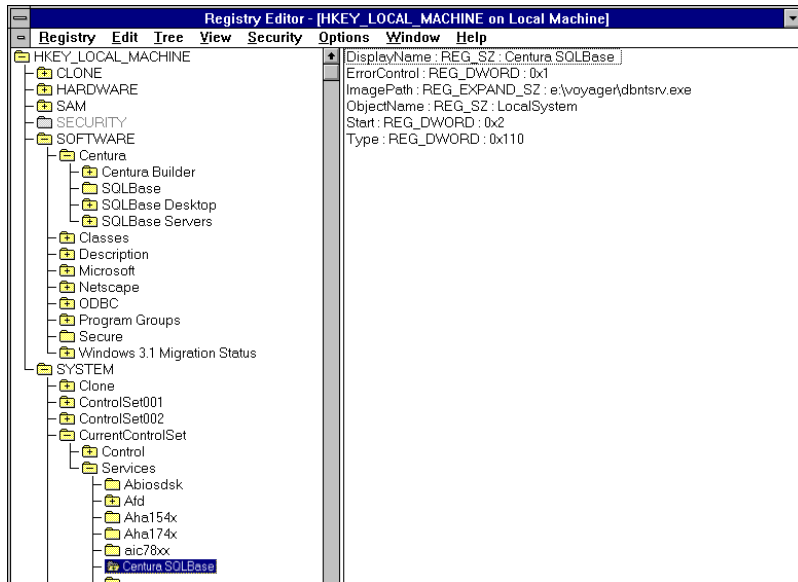 Registry Editor - [HKEY_LOCAL_MACHINE on Local Machine]
Registry Edit Tree View Security Options Window Help
HKEY_LOCAL_MACHINE
CLONE
HARDWARE
SAM
SECURITY
SOFTWARE
Centura
Centura Builder
SQLBase
SQLBase Desktop
SQLBase Servers
Classes
Description
Microsoft
Netscape
ODBC
Program Groups
Secure
Windows 3.1 Migration Status
SYSTEM
Clone
ControlSet001
ControlSet002
CurrentControlSet
Control
Services
Abiosdsk
Afd
Aha154x
Aha174x
aic78xx
Centura SQLBase
DisplayName : REG_SZ : Centura SQLBase
ErrorControl : REG_DWORD : 0x1
ImagePath : REG_EXPAND_SZ : e:\voyager\dbntsrv.exe
ObjectName : REG_SZ : LocalSystem
Start : REG_DWORD : 0x2
Type : REG_DWORD : 0x110